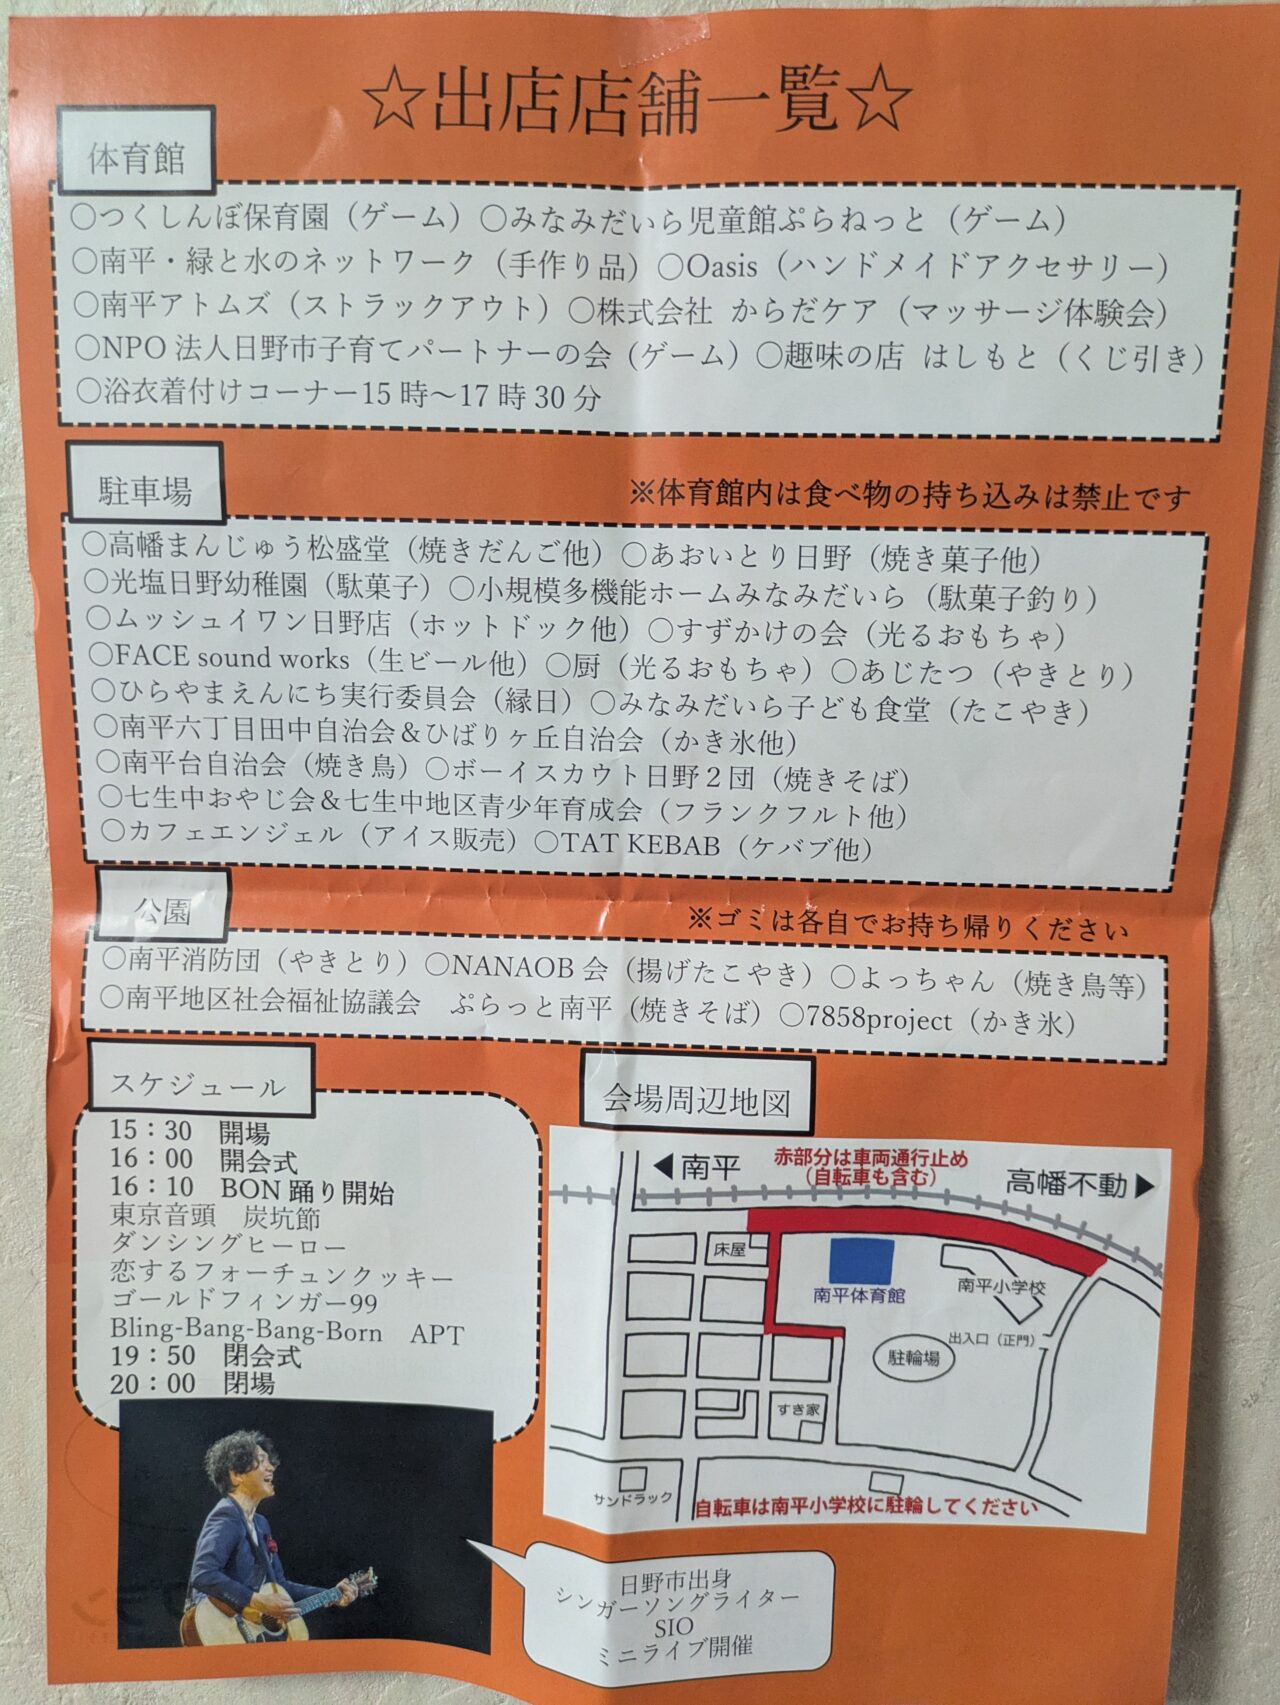 ☆出店店舗一覧☆
体育館
○つくしんぼ保育園（ゲーム）○みなみだいら児童館ぷらねっと（ゲーム）
○南平・緑と水のネットワーク（手作り品）○Oasis（ハンドメイドアクセサリー）
○南平アトムズ（ストラックアウト）○株式会社 からだケア（マッサージ体験会）
○NPO 法人日野市子育てパートナーの会（ゲーム）○趣味の店 はしもと（くじ引き）
○浴衣着付けコーナー15 時～17 時 30 分
駐車場
※体育館内は食べ物の持ち込みは禁止です
○高幡まんじゅう松盛堂（焼きだんご他）○あおいとり日野（焼き菓子他）
○光塩日野幼稚園（駄菓子）○小規模多機能ホームみなみだいら（駄菓子釣り）
○ムッシュイワン日野店（ホットドック他）○すずかけの会（光るおもちゃ）
○FACE sound works（生ビール他）○厨（光るおもちゃ）○あじたつ（やきとり）
○ひらやまえんにち実行委員会（縁日）○みなみだいら子ども食堂（たこやき）
○南平六丁目田中自治会＆ひばりヶ丘自治会（かき氷他）
○南平台自治会（焼き鳥）○ボーイスカウト日野２団（焼きそば）
○七生中おやじ会＆七生中地区青少年育成会（フランクフルト他）
○カフェエンジェル（アイス販売）○TAT KEBAB（ケバブ他）
公園
※ゴミは各自でお持ち帰りください
○南平消防団（やきとり）○NANAOB 会（揚げたこやき）○よっちゃん（焼き鳥等）
○南平地区社会福祉協議会　ぷらっと南平（焼きそば）○7858project（かき氷）
スケジュール
15：30　開場
16：00　開会式
16：10　BON 踊り開始
東京音頭　炭坑節
ダンシングヒーロー
恋するフォーチュンクッキー
ゴールドフィンガー99
Bling-Bang-Bang-Born　APT
19：50　閉会式
20：00　閉場
会場周辺地図
◀南平
赤部分は車両通行止め
（自転車も含む）
高幡不動▶
床屋
南平体育館
南平小学校
出入口（正門）
駐輪場
すき家
サンドラック
自転車は南平小学校に駐輪してください
日野市出身
シンガーソングライター
SIO
ミニライブ開催